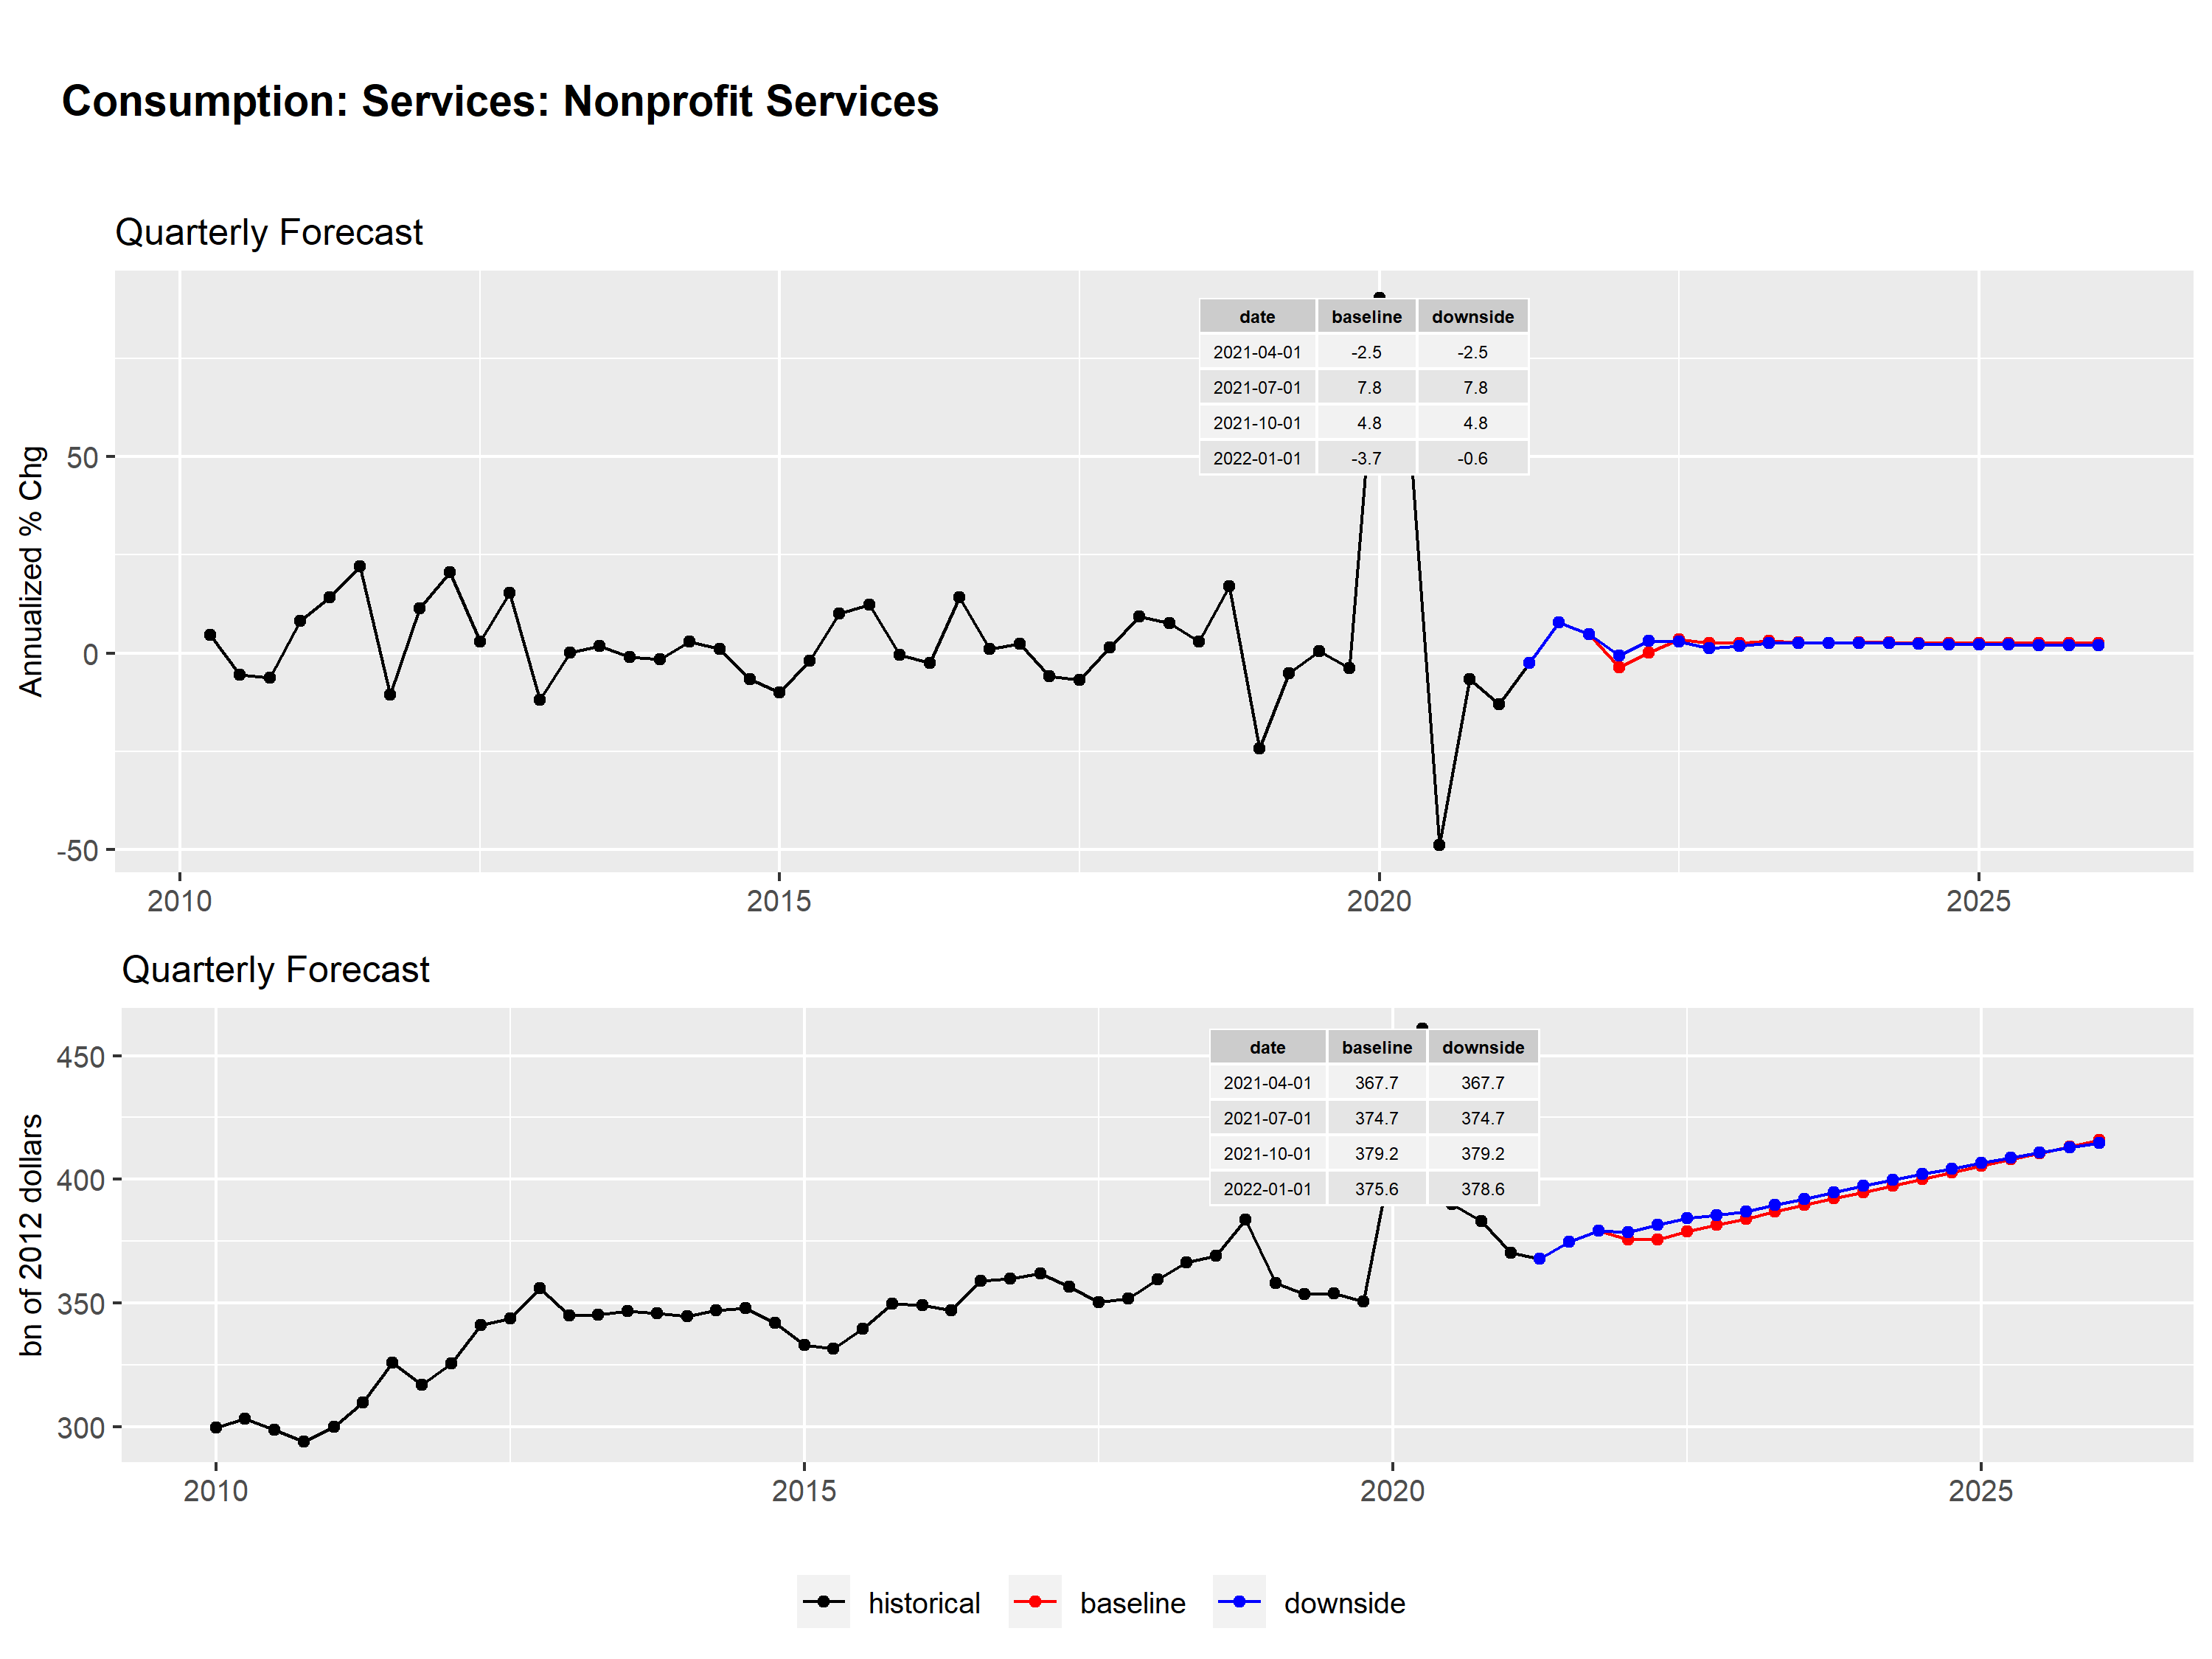 Consumption: Services: Nonprofit Services
Quarterly Forecast
Annualized % Chg
50
0
-50
date baseline downside
2021-04-01 -2.5 -2.5
2021-07-01 7.8 7.8
2021-10-01 4.8 4.8
2022-01-01 -3.7 -0.6
2010 2015 2020 2025
Quarterly Forecast
bn of 2012 dollars
450
400
350
300
date baseline downside
2021-04-01 367.7 367.7
2021-07-01 374.7 374.7
2021-10-01 379.2 379.2
2022-01-01 375.6 378.6
2010 2015 2020 2025
historical baseline downside